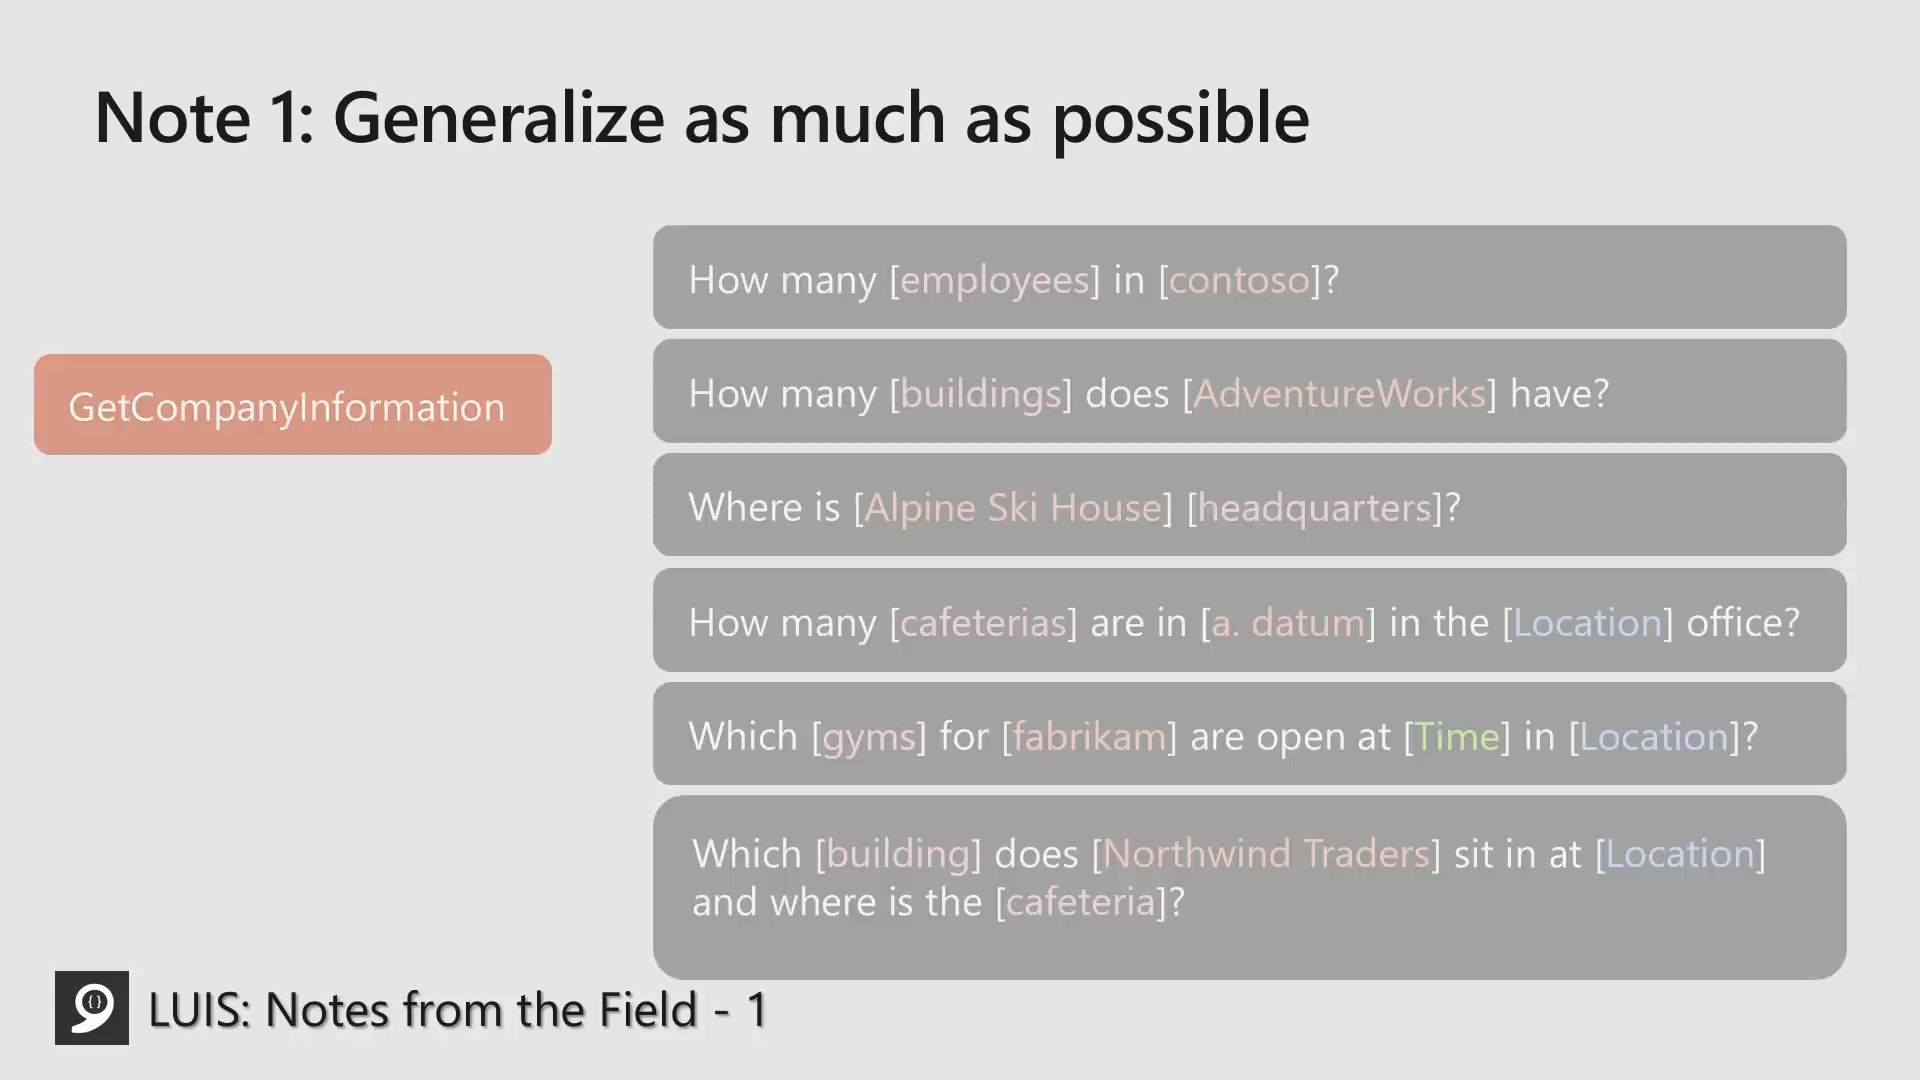 Note 1: Generalize as much as possible
GetCompanyInformation
How many [employees] in [contoso]?
How many [buildings] does [AdventureWorks] have?
Where is [Alpine Ski House] [headquarters]?
How many [cafeterias] are in [a. datum] in the [Location] office?
Which [gyms] for [fabrikam] are open at [Time] in [Location]?
Which [building] does [Northwind Traders] sit in at [Location]
and where is the [cafeteria]?
LUIS: Notes from the Field - 1